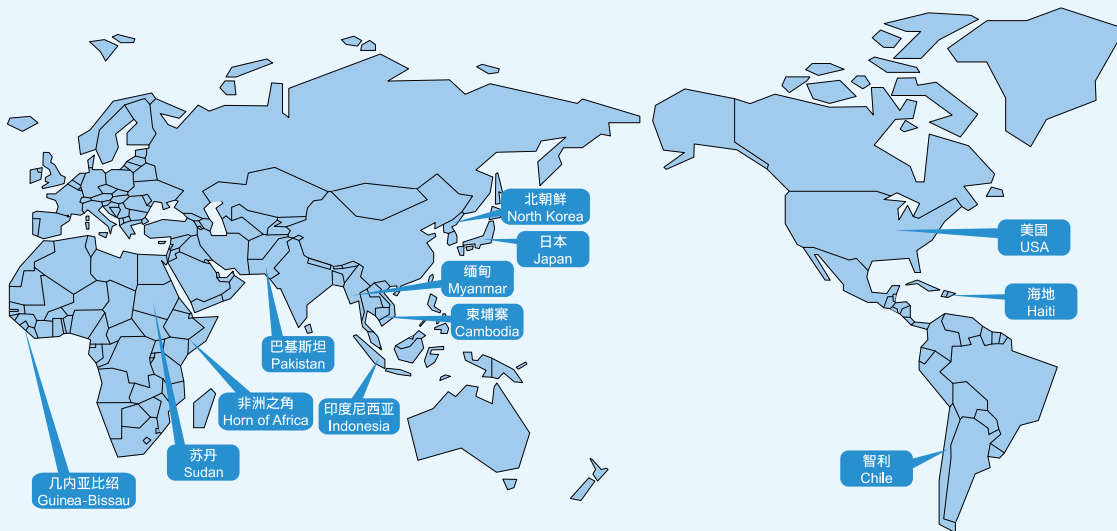 北朝鲜
North Korea
日本
Japan
美国
USA
缅甸
Myanmar
海地
Haiti
柬埔寨
Cambodia
巴基斯坦
Pakistan
非洲之角
Horn of Africa
印度尼西亚
Indonesia
苏丹
Sudan
智利
Chile
几内亚比绍
Guinea-Bissau